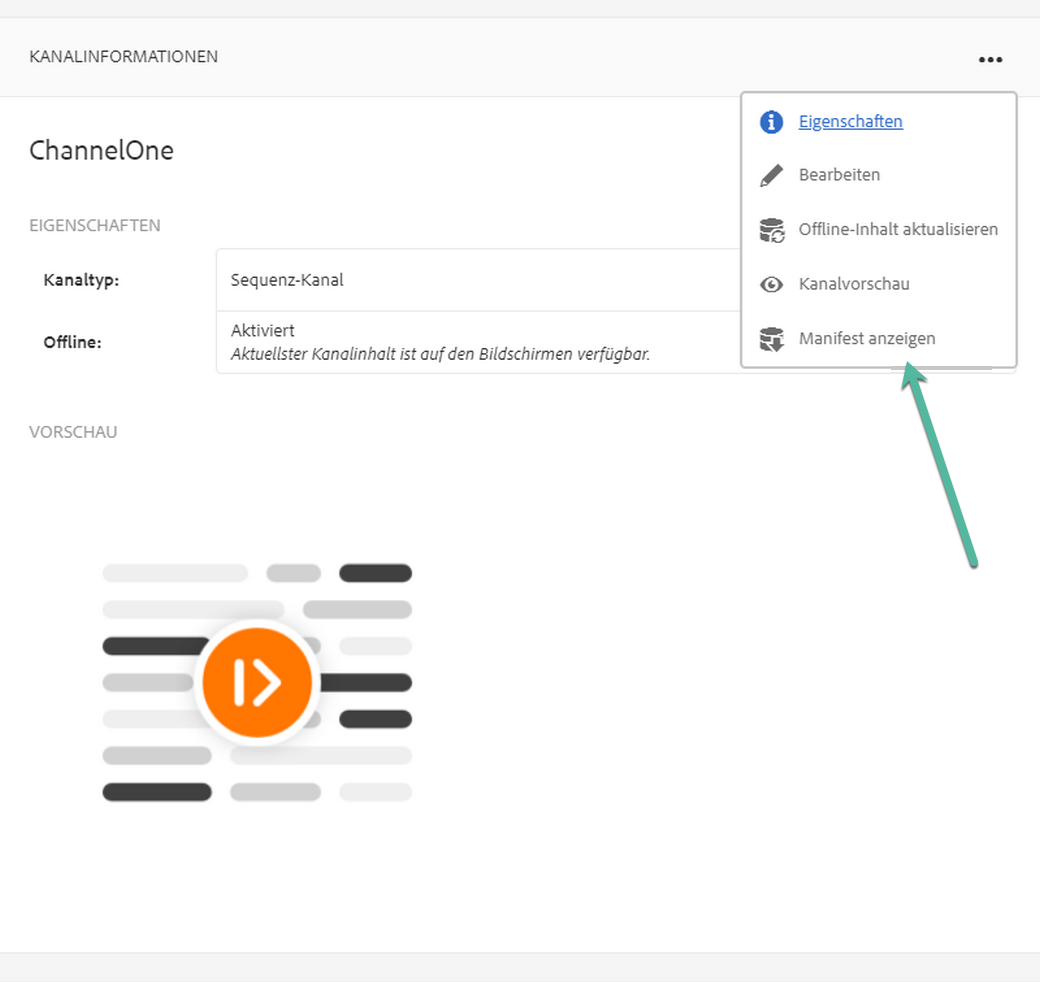 KANALINFORMATIONEN
Eigenschaften
Bearbeiten
Offline-Inhalt aktualisieren
Kanalvorschau
Manifest anzeigen
ChannelOne
EIGENSCHAFTEN
Kanaltyp:
Sequenz-Kanal
Offline:
Aktiviert
Aktuellster Kanalinhalt ist auf den Bildschirmen verfügbar.
VORSCHAU